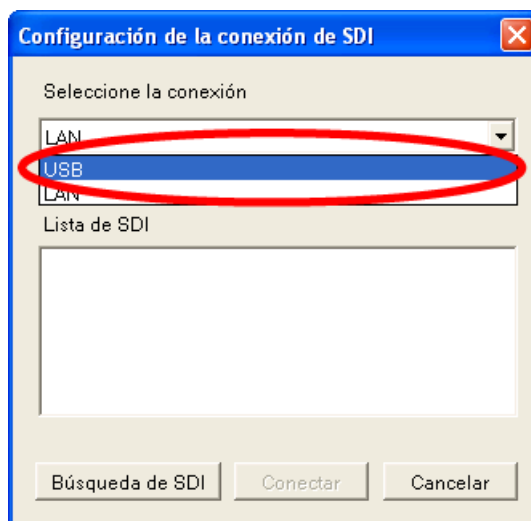 Configuración de la conexión de SDI
Seleccione la conexión
LAN
USB
LAN
Lista de SDI
Búsqueda de SDI
Conectar
Cancelar